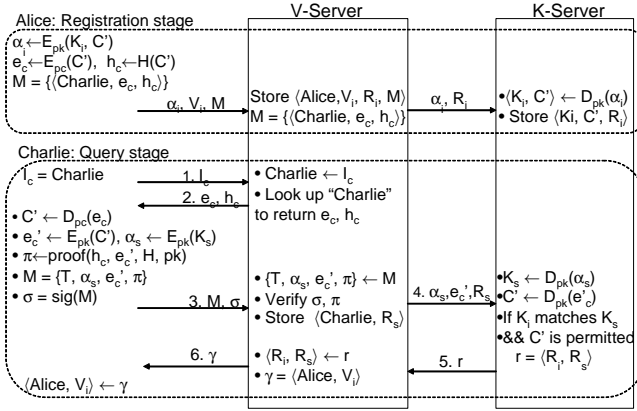 V-Server
K-Server
Alice: Registration stage
α_i←E_pk(K_i, C')
e_c←E_pc(C'), h_c←H(C')
M = {⟨Charlie, e_c, h_c⟩}
α_i, V_i, M
Store ⟨Alice,V_i, R_i, M⟩
M = {⟨Charlie, e_c, h_c⟩}
α_i, R_i
•⟨K_i, C'⟩ ← D_pk(α_i)
• Store ⟨Ki, C', R_i⟩
Charlie: Query stage
I_c = Charlie
1. I_c
• Charlie ← I_c
• Look up “Charlie”
to return e_c, h_c
2. e_c, h_c
• C' ← D_pc(e_c)
• e_c' ← E_pk(C'), α_s ← E_pk(K_s)
• π←proof(h_c, e_c', H, pk)
• M = {T, α_s, e_c', π}
• σ = sig(M)
3. M, σ
• {T, α_s, e_c', π} ← M
• Verify σ, π
• Store ⟨Charlie, R_s⟩
4. α_s,e_c',R_s
•K_s ← D_pk(α_s)
•C' ← D_pk(e'_c)
•If K_i matches K_s
•&& C' is permitted
r = ⟨R_i, R_s⟩
5. r
• ⟨R_i, R_s⟩ ← r
• γ = ⟨Alice, V_i⟩
6. γ
⟨Alice, V_i⟩ ← γ